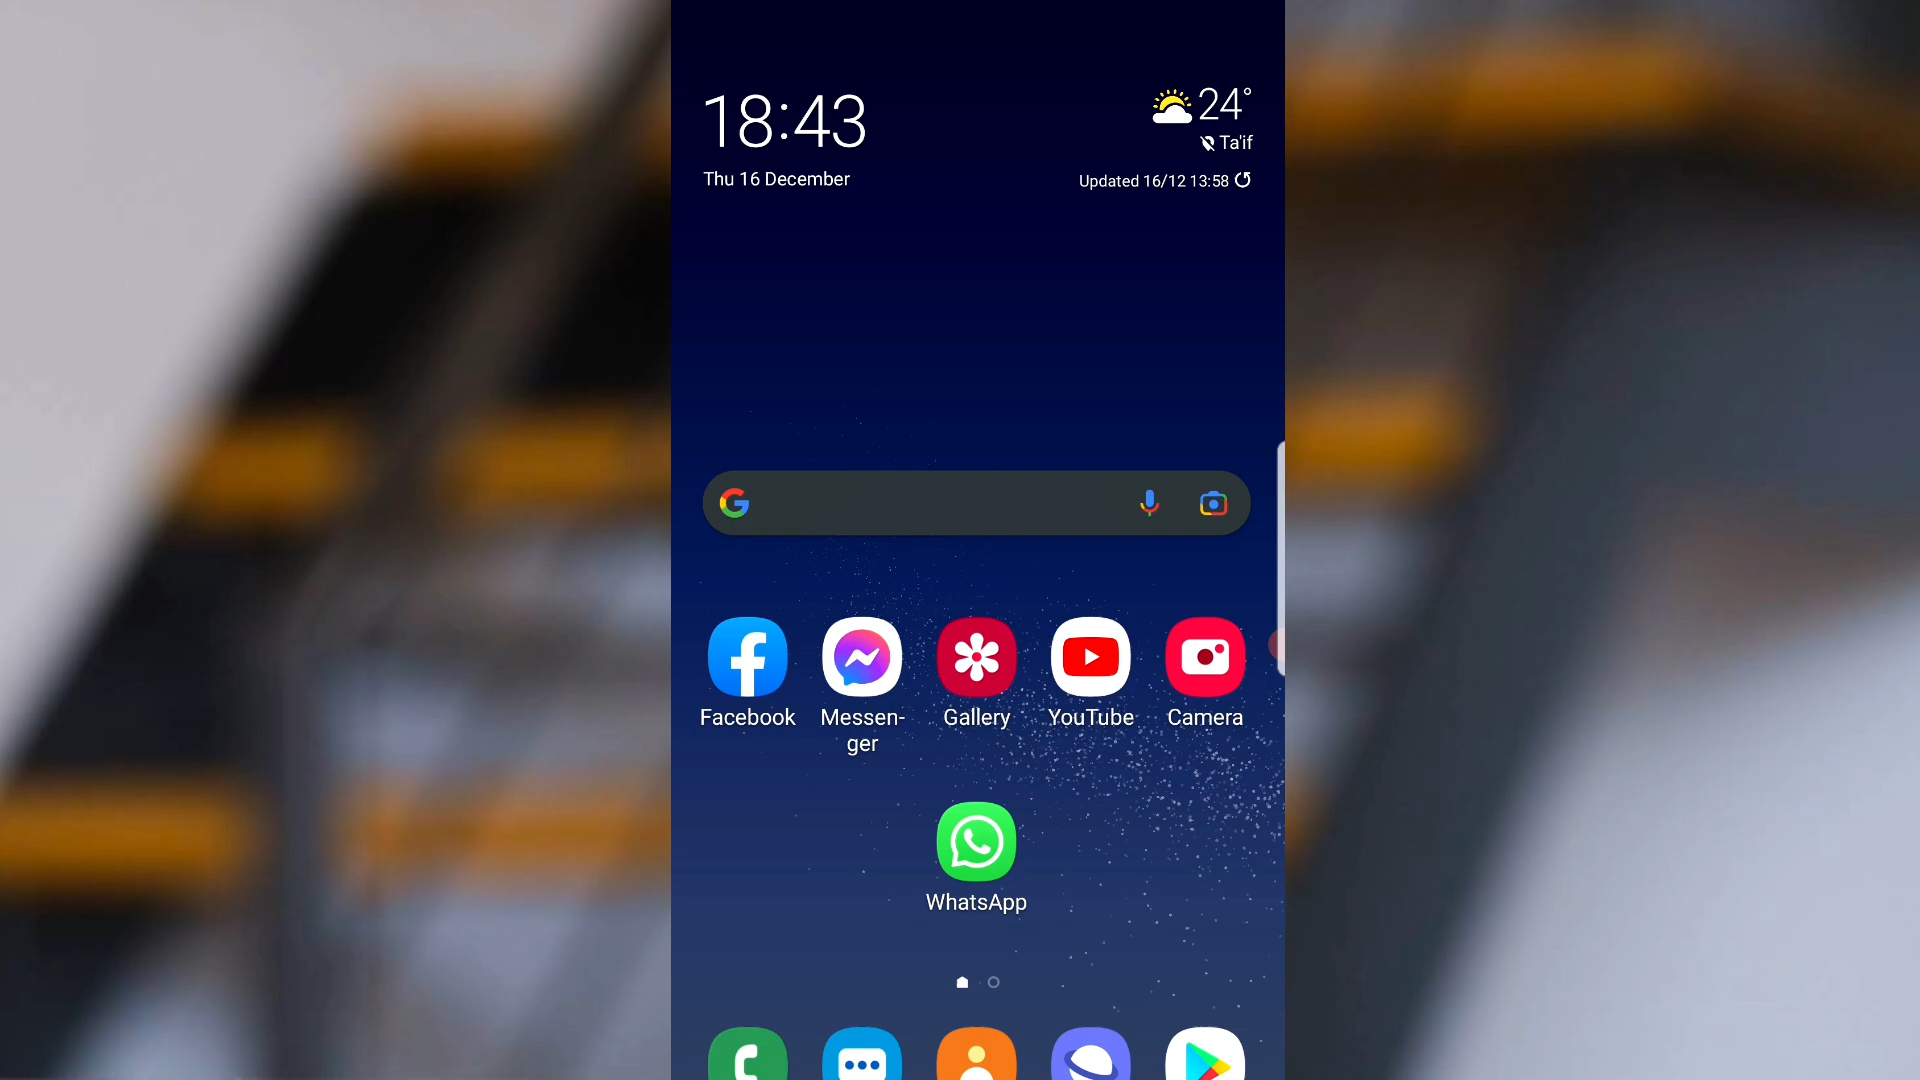 18:43
24°
Ta'if
Thu 16 December
Updated 16/12 13:58
Facebook
Messen-
ger
Gallery
YouTube
Camera
WhatsApp